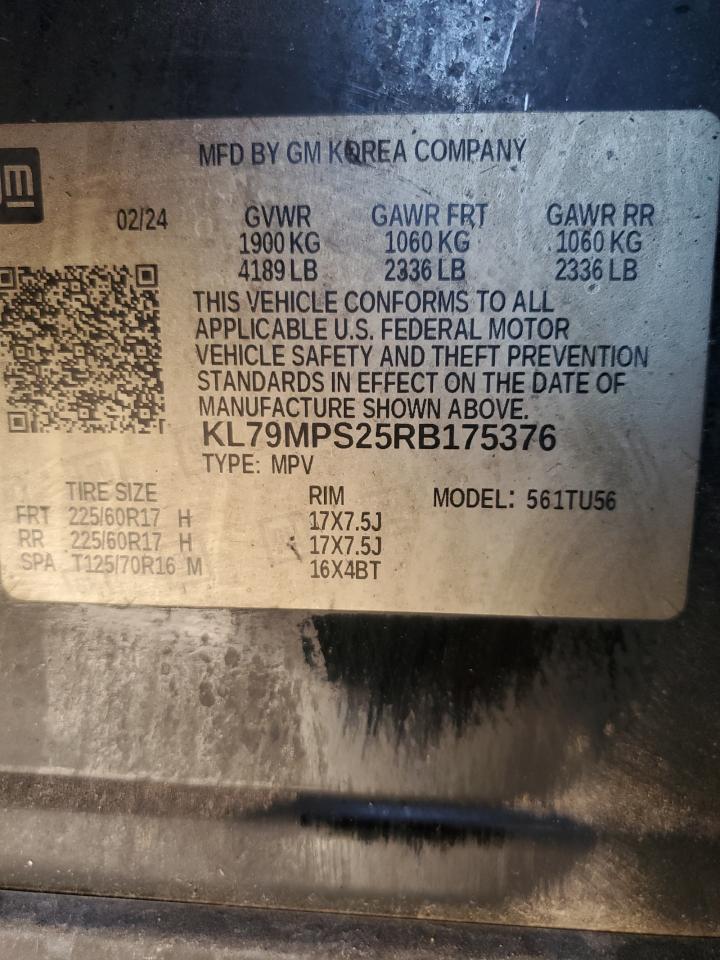 MFD BY GM KOREA COMPANY
gm
02/24 GVWR GAWR FRT GAWR RR
1900 KG 1060 KG 1060 KG
4189 LB 2336 LB 2336 LB
THIS VEHICLE CONFORMS TO ALL
APPLICABLE U.S. FEDERAL MOTOR
VEHICLE SAFETY AND THEFT PREVENTION
STANDARDS IN EFFECT ON THE DATE OF
MANUFACTURE SHOWN ABOVE.
KL79MPS25RB175376
TYPE: MPV
TIRE SIZE RIM MODEL: 561TU56
FRT 225/60R17 H 17X7.5J
RR 225/60R17 H 17X7.5J
SPA T125/70R16 M 16X4BT